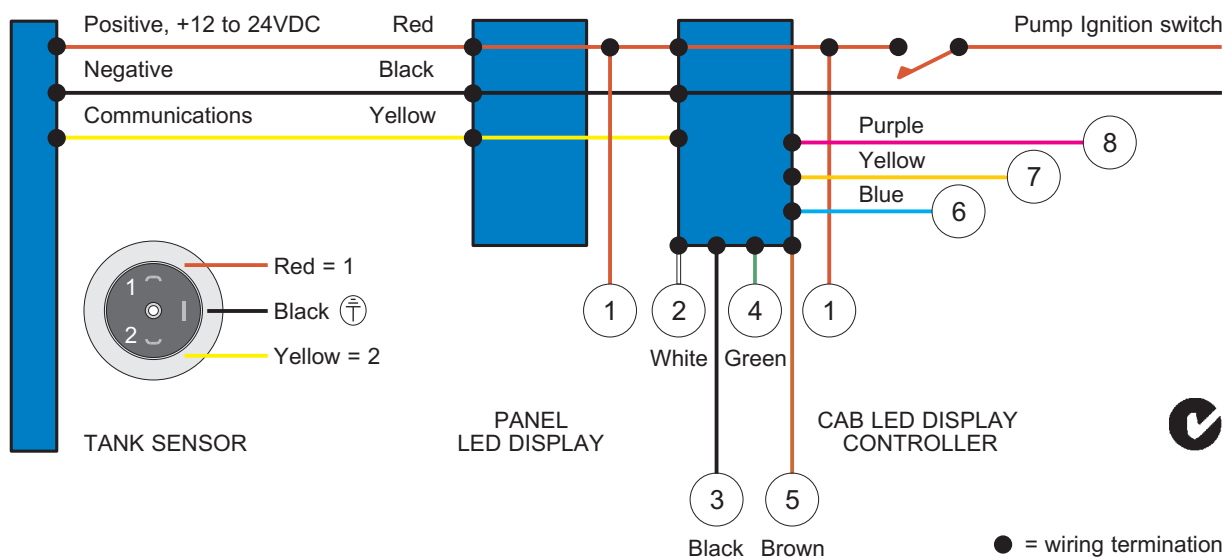 Positive, +12 to 24VDC Red Pump Ignition switch
Negative Black
Communications Yellow
Purple 8
Yellow 7
Blue 6
1 Red = 1
Black
2 Yellow = 2
1 2 4 1
White Green
TANK SENSOR
PANEL
LED DISPLAY
CAB LED DISPLAY
CONTROLLER
3 5
Black Brown
= wiring termination